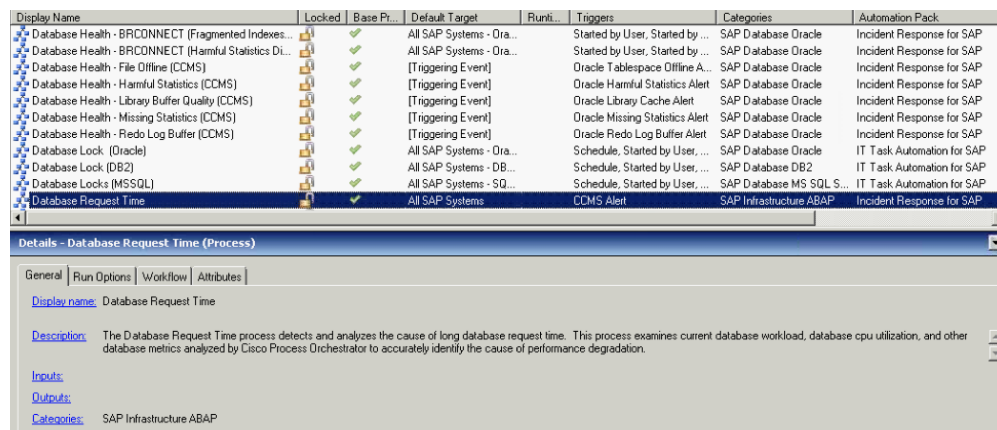 Display Name Locked Base Pr... Default Target Runti... Triggers Categories Automation Pack
Database Health - BRCONNECT (Fragmented Indexes... All SAP Systems - Ora... Started by User, Started by ... SAP Database Oracle Incident Response for SAP
Database Health - BRCONNECT (Harmful Statistics Di... All SAP Systems - Ora... Started by User, Started by ... SAP Database Oracle Incident Response for SAP
Database Health - File Offline (CCMS) [Triggering Event] Oracle Tablespace Offline A... SAP Database Oracle Incident Response for SAP
Database Health - Harmful Statistics (CCMS) [Triggering Event] Oracle Harmful Statistics Alert SAP Database Oracle Incident Response for SAP
Database Health - Library Buffer Quality (CCMS) [Triggering Event] Oracle Library Cache Alert SAP Database Oracle Incident Response for SAP
Database Health - Missing Statistics (CCMS) [Triggering Event] Oracle Missing Statistics Alert SAP Database Oracle Incident Response for SAP
Database Health - Redo Log Buffer (CCMS) [Triggering Event] Oracle Redo Log Buffer Alert SAP Database Oracle Incident Response for SAP
Database Lock (Oracle) All SAP Systems - Ora... Schedule, Started by User, ... SAP Database Oracle IT Task Automation for SAP
Database Lock (DB2) All SAP Systems - DB... Schedule, Started by User, ... SAP Database DB2 IT Task Automation for SAP
Database Locks (MSSQL) All SAP Systems - SQ... Schedule, Started by User, ... SAP Database MS SQL S... IT Task Automation for SAP
Database Request Time All SAP Systems CCMS Alert SAP Infrastructure ABAP Incident Response for SAP
Details - Database Request Time (Process)
General Run Options Workflow Attributes
Display name: Database Request Time
Description: The Database Request Time process detects and analyzes the cause of long database request time. This process examines current database workload, database cpu utilization, and other
database metrics analyzed by Cisco Process Orchestrator to accurately identify the cause of performance degradation.
Inputs:
Outputs:
Categories: SAP Infrastructure ABAP